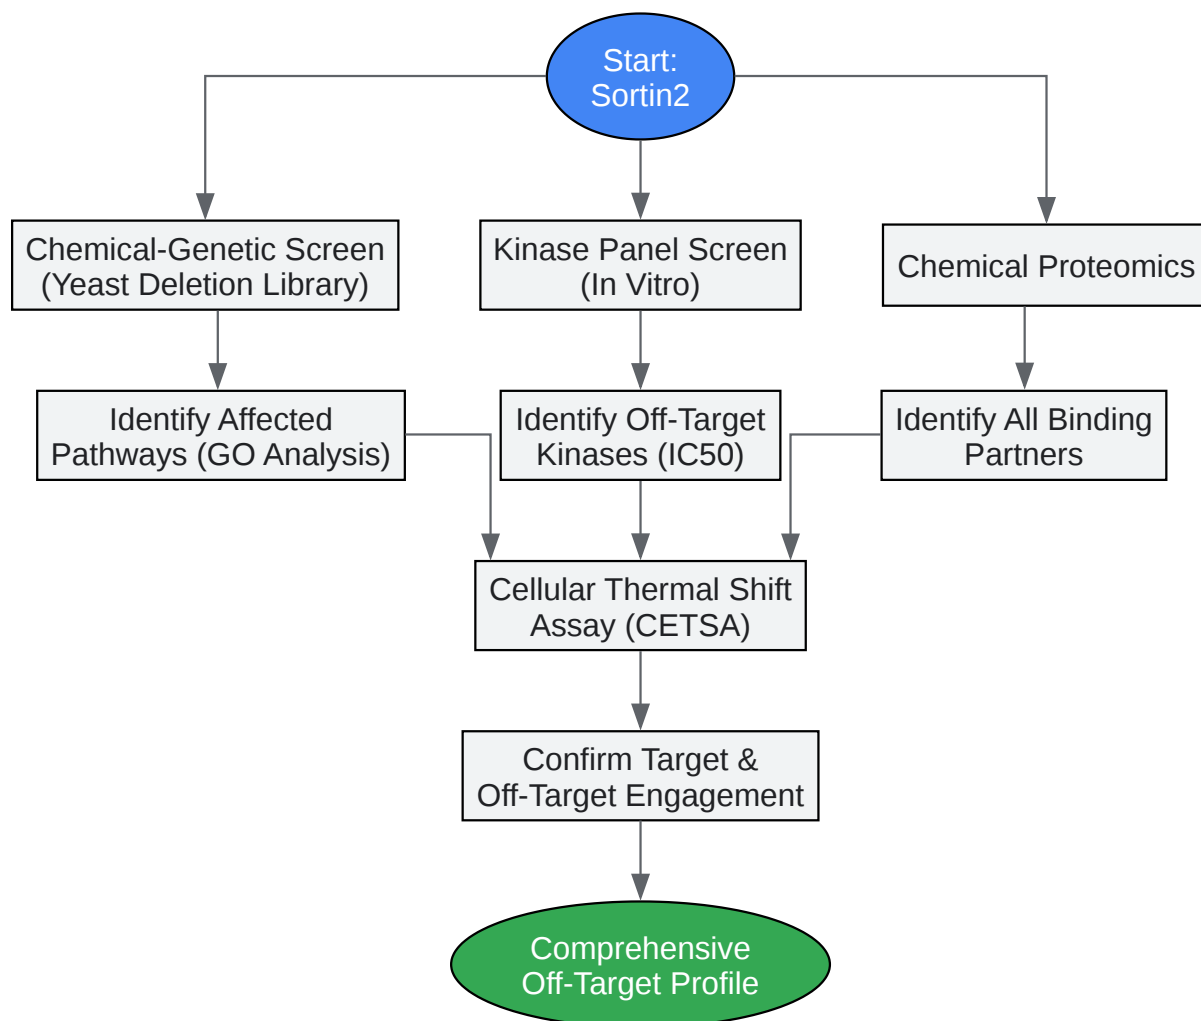 Start:
Sortin2
Chemical-Genetic Screen
(Yeast Deletion Library)
Kinase Panel Screen
(In Vitro)
Chemical Proteomics
Identify Affected
Pathways (GO Analysis)
Identify Off-Target
Kinases (IC50)
Identify All Binding
Partners
Cellular Thermal Shift
Assay (CETSA)
Confirm Target &
Off-Target Engagement
Comprehensive
Off-Target Profile